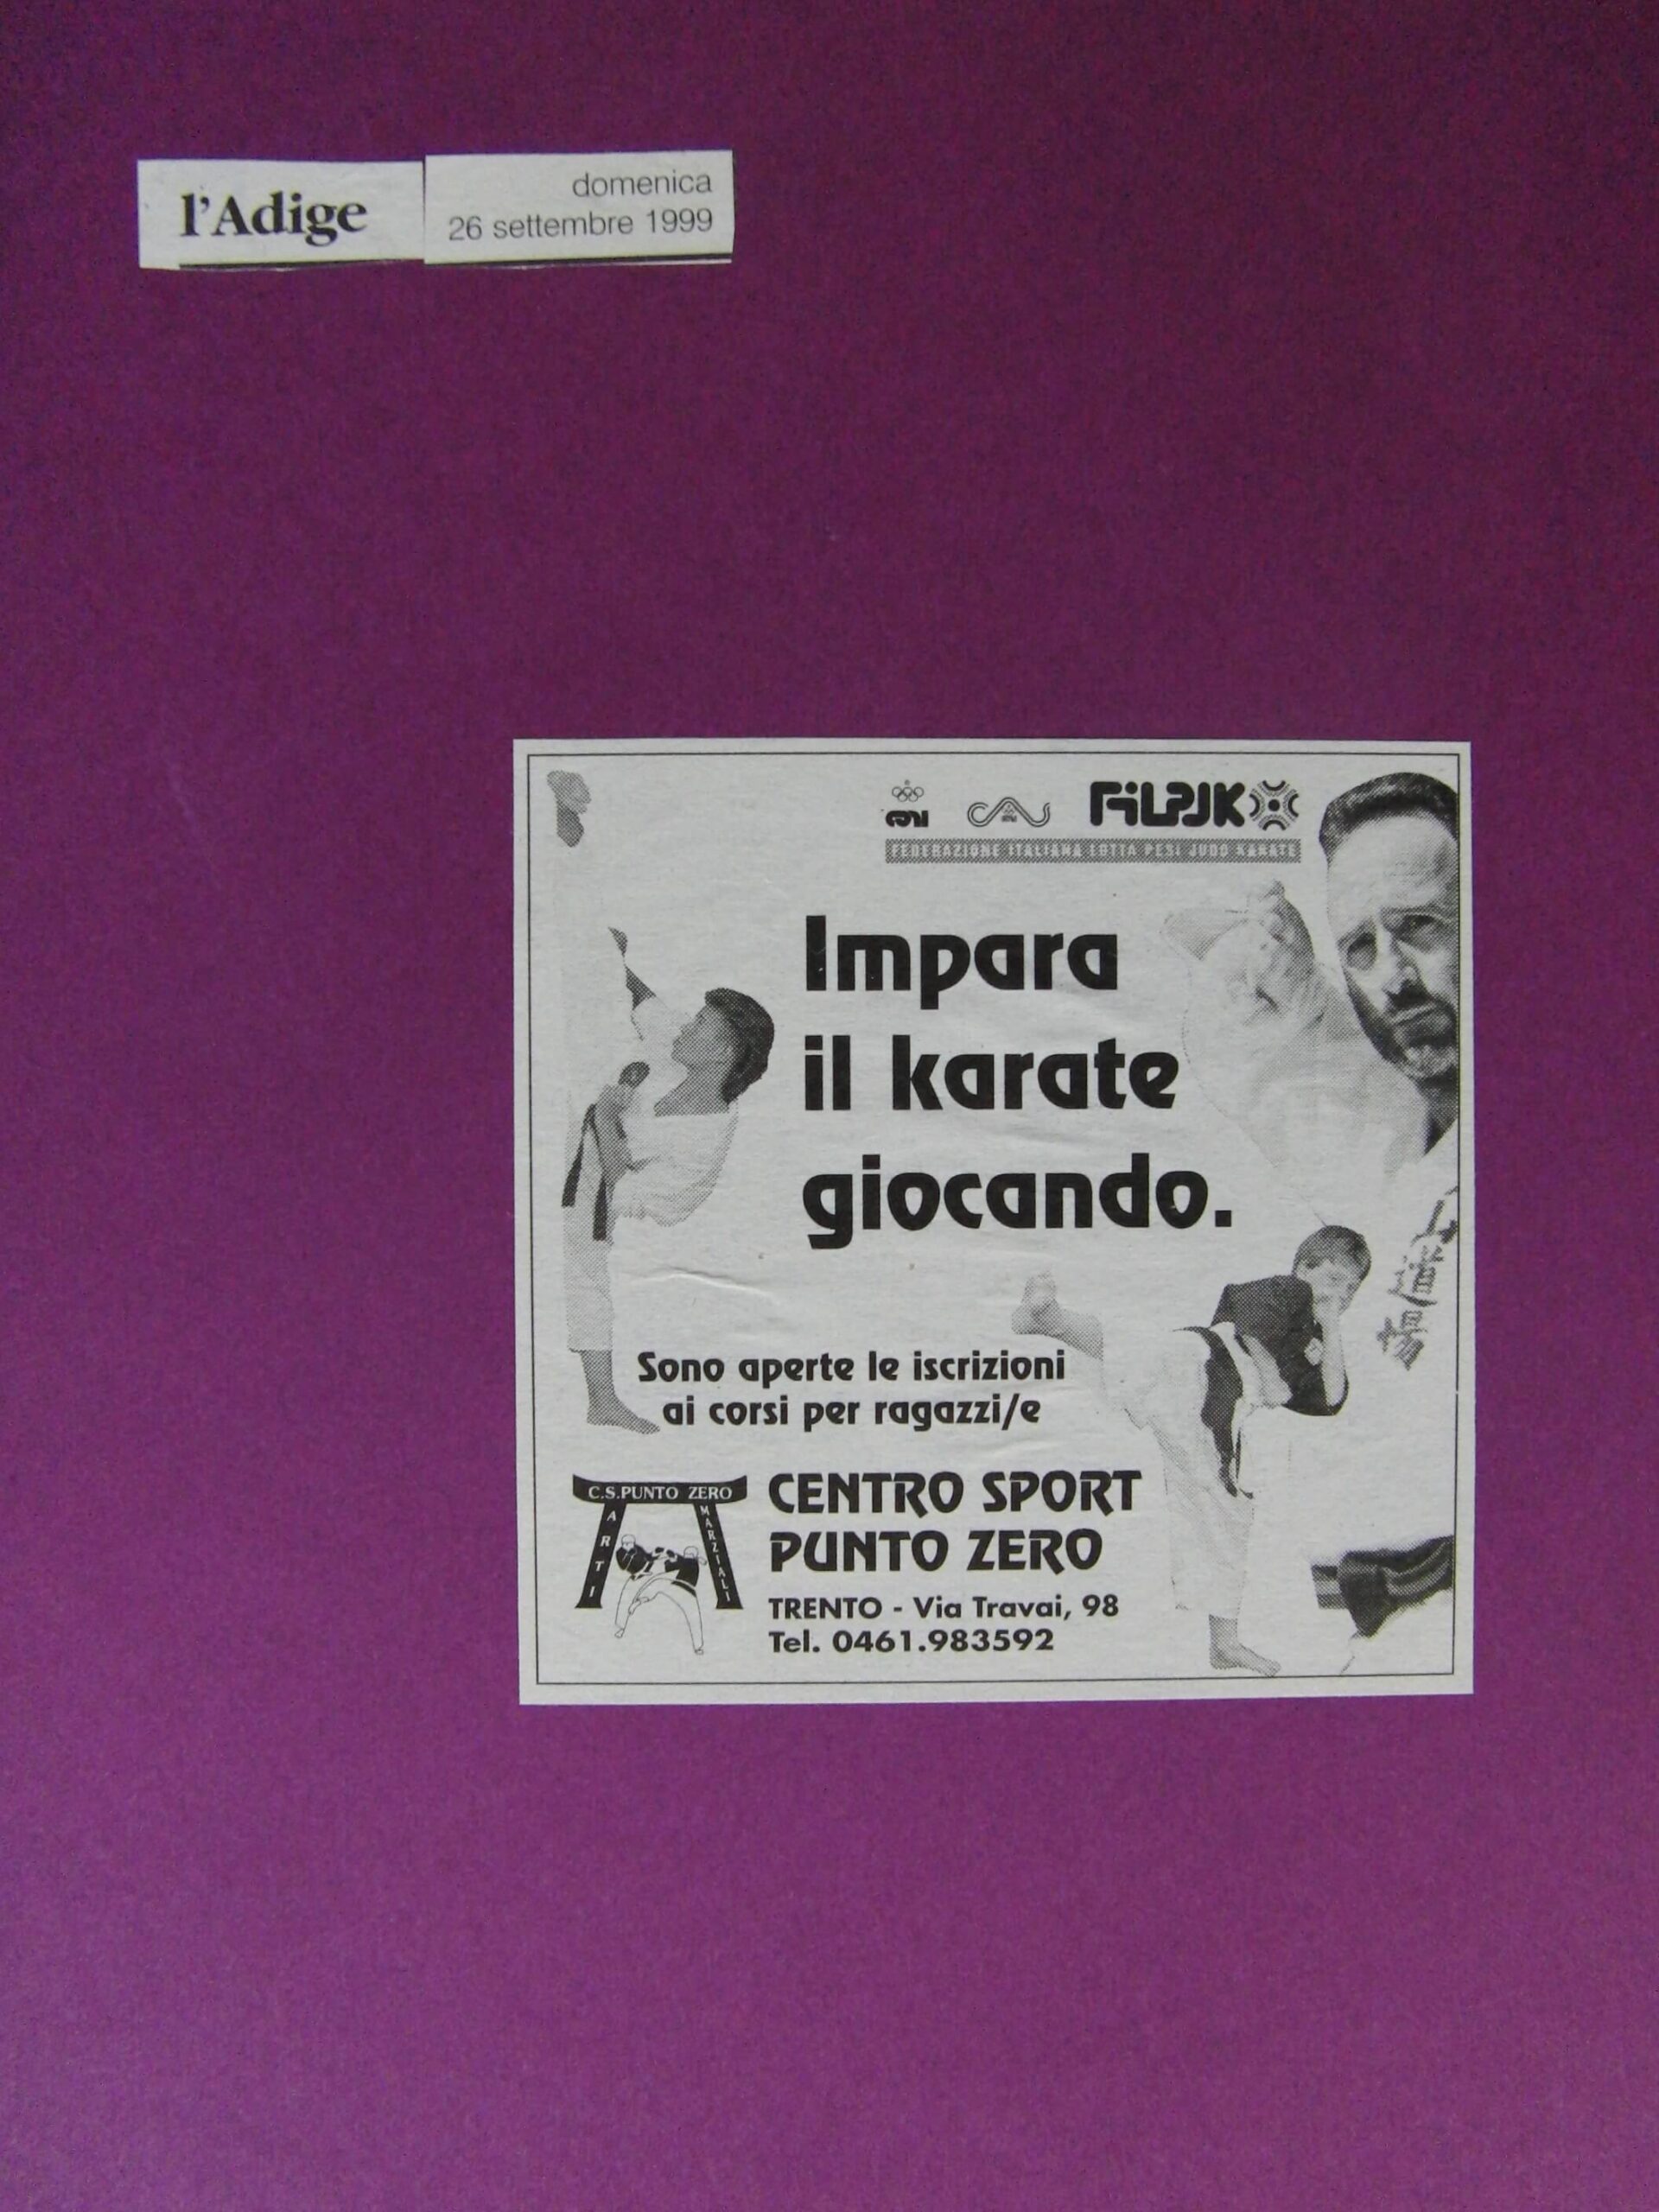 l'Adige
domenica
26 settembre 1999
FILPJK
FEDERAZIONE ITALIANA LOTTA PESI JUDO KARATE
Impara
il karate
giocando.
Sono aperte le iscrizioni
ai corsi per ragazzi/e
C.S.PUNTO ZERO
ARTI
MARZIALI
CENTRO SPORT
PUNTO ZERO
TRENTO - Via Travai, 98
Tel. 0461.983592